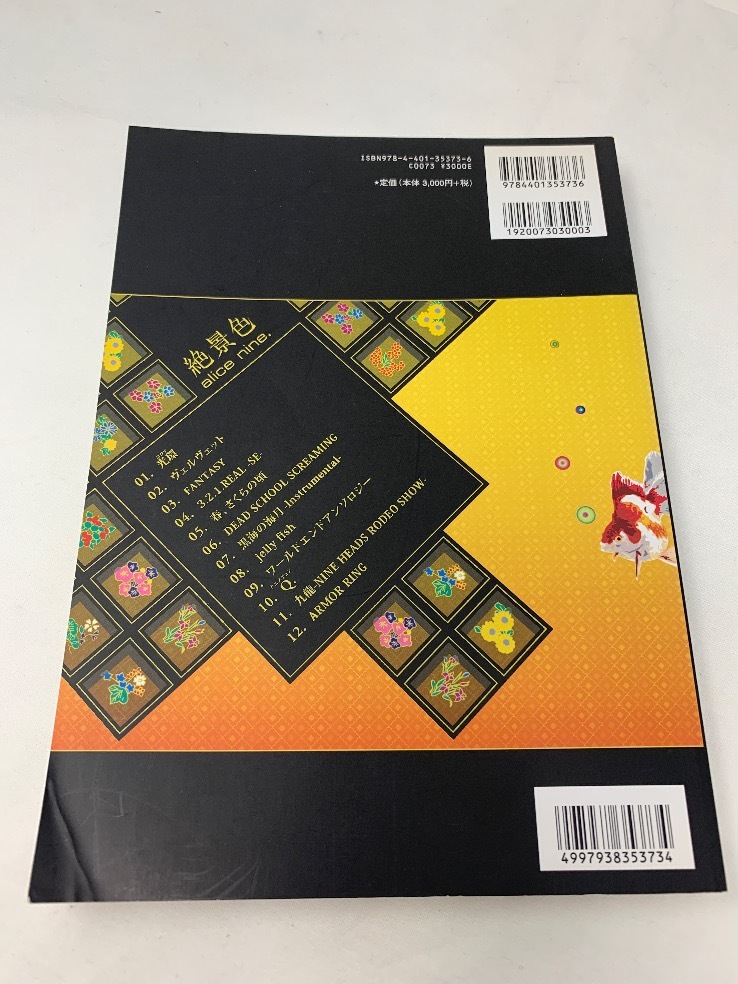 ISBN978-4-401-35373-6
C0073 ¥3000E
*定価(本体 3,000円+税)
9784401353736
1920073030003
絶景色
alice nine.
01. 光環
02. ヴェルヴェット
03. FANTASY
04. 3.2.1 REAL -SE-
05. 春・さくらの頃
06. DEAD SCHOOL SCREAMING
07. 黒海の海月 -instrumental-
08. jelly fish
09. ワールドエンドアンソロジー
10. Q.
11. 九龍-NINE HEADS RODEO SHOW-
12. ARMOR RING
4997938353734